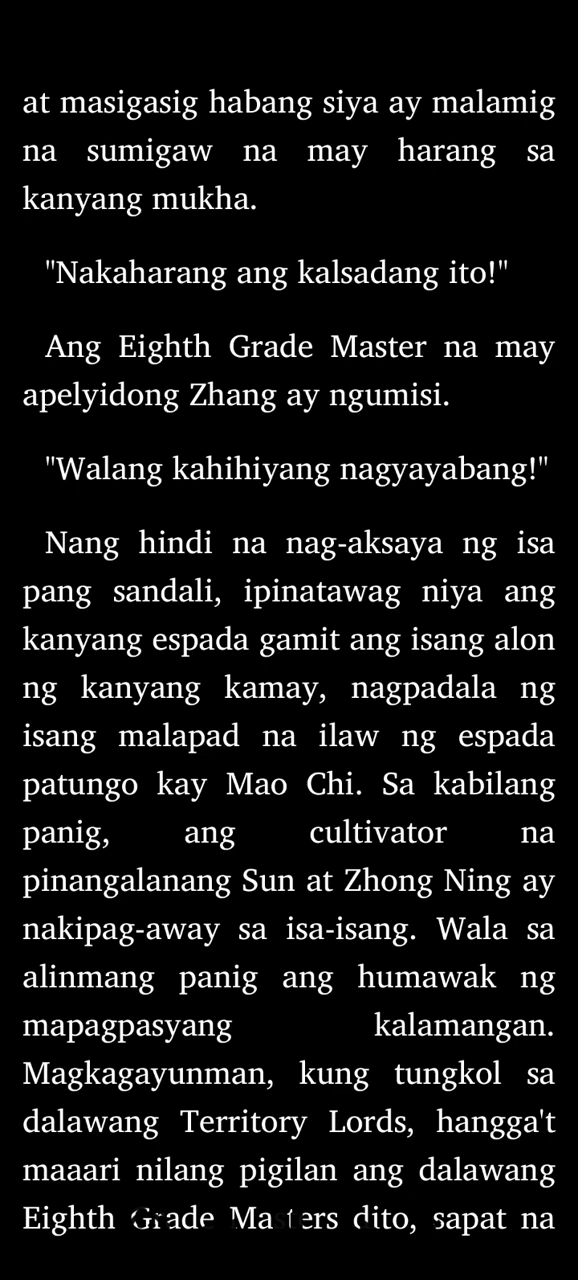 at masigasig habang siya ay malamig
na sumigaw na may harang sa
kanyang mukha.
"Nakaharang ang kalsadang ito!"
Ang Eighth Grade Master na may
apelyidong Zhang ay ngumisi.
"Walang kahihiyang nagyayabang!"
Nang hindi na nag-aksaya ng isa
pang sandali, ipinatawag niya ang
kanyang espada gamit ang isang alon
ng kanyang kamay, nagpadala ng
isang malapad na ilaw ng espada
patungo kay Mao Chi. Sa kabilang
panig, ang cultivator na
pinangalanang Sun at Zhong Ning ay
nakipag-away sa isa-isang. Wala sa
alinmang panig ang humawak ng
mapagpasyang kalamangan.
Magkagayunman, kung tungkol sa
dalawang Territory Lords, hangga't
maaari nilang pigilan ang dalawang
Eighth Grade Masters dito, sapat na